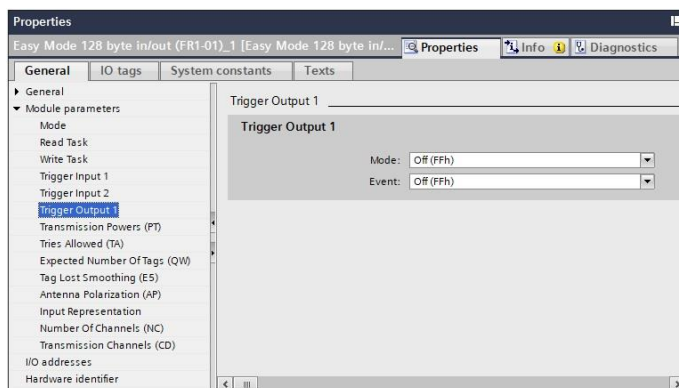 Properties
Easy Mode 128 byte in/out (FR1-01)_1 [Easy Mode 128 byte in/...
Properties
Info
Diagnostics
General
IO tags
System constants
Texts
General
Module parameters
Mode
Read Task
Write Task
Trigger Input 1
Trigger Input 2
Trigger Output 1
Transmission Powers (PT)
Tries Allowed (TA)
Expected Number Of Tags (QW)
Tag Lost Smoothing (E5)
Antenna Polarization (AP)
Input Representation
Number Of Channels (NC)
Transmission Channels (CD)
I/O addresses
Hardware identifier
Trigger Output 1
Trigger Output 1
Mode: Off (FFh)
Event: Off (FFh)